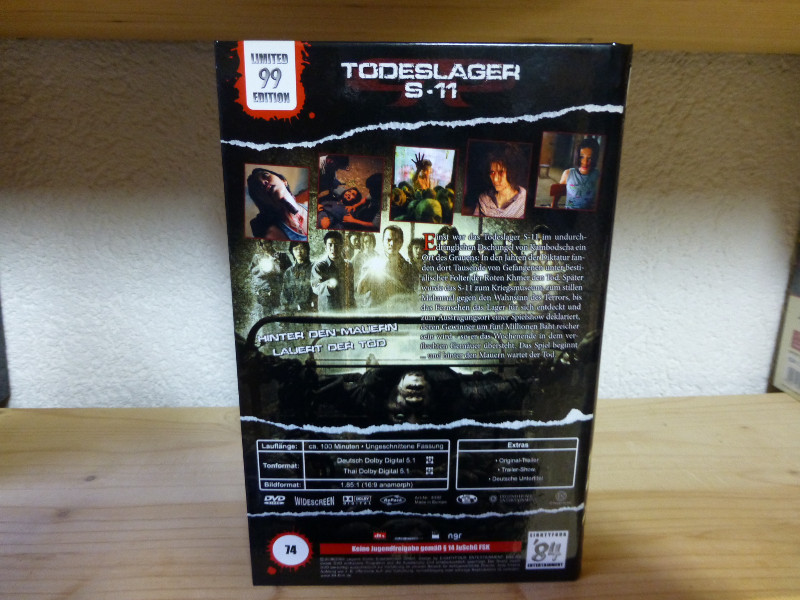 LIMITED
99
EDITION
TODESLAGER
S-11
Einst war das Todeslager S-11 im undurch-
dringlichen Dschungel von Kambodscha ein
Ort des Grauens: In den Jahren der Diktatur fan-
den dort Tausende von Gefangenen unter besti-
alischer Folter der Roten Khmer den Tod. Später
wurde das S-11 zum Kriegsmuseum, zum stillen
Mahnmal gegen den Wahnsinn des Terrors, bis
das Fernsehen das Lager für sich entdeckt und
zum Austragungsort einer Spielshow deklariert,
deren Gewinner um fünf Millionen Baht reicher
sein wird - wenn das Wochenende in dem ver-
fluchten Gemäuer übersteht. Das Spiel beginnt
... und hinter den Mauern wartet der Tod
HINTER DEN MAUERN
LAUERT DER TOD
Lauflänge: ca. 100 Minuten • Ungeschnittene Fassung
Tonformat: Deutsch Dolby Digital 5.1
Thai Dolby Digital 5.1
Bildformat: 1.85:1 (16:9 anamorph)
Extras
• Original-Trailer
• Trailer-Show
• Deutsche Untertitel
DVD WIDESCREEN DOLBY DIGITAL
dts ngr
74
Keine Jugendfreigabe gemäß § 14 JuSchG FSK
'84
ENTERTAINMENT